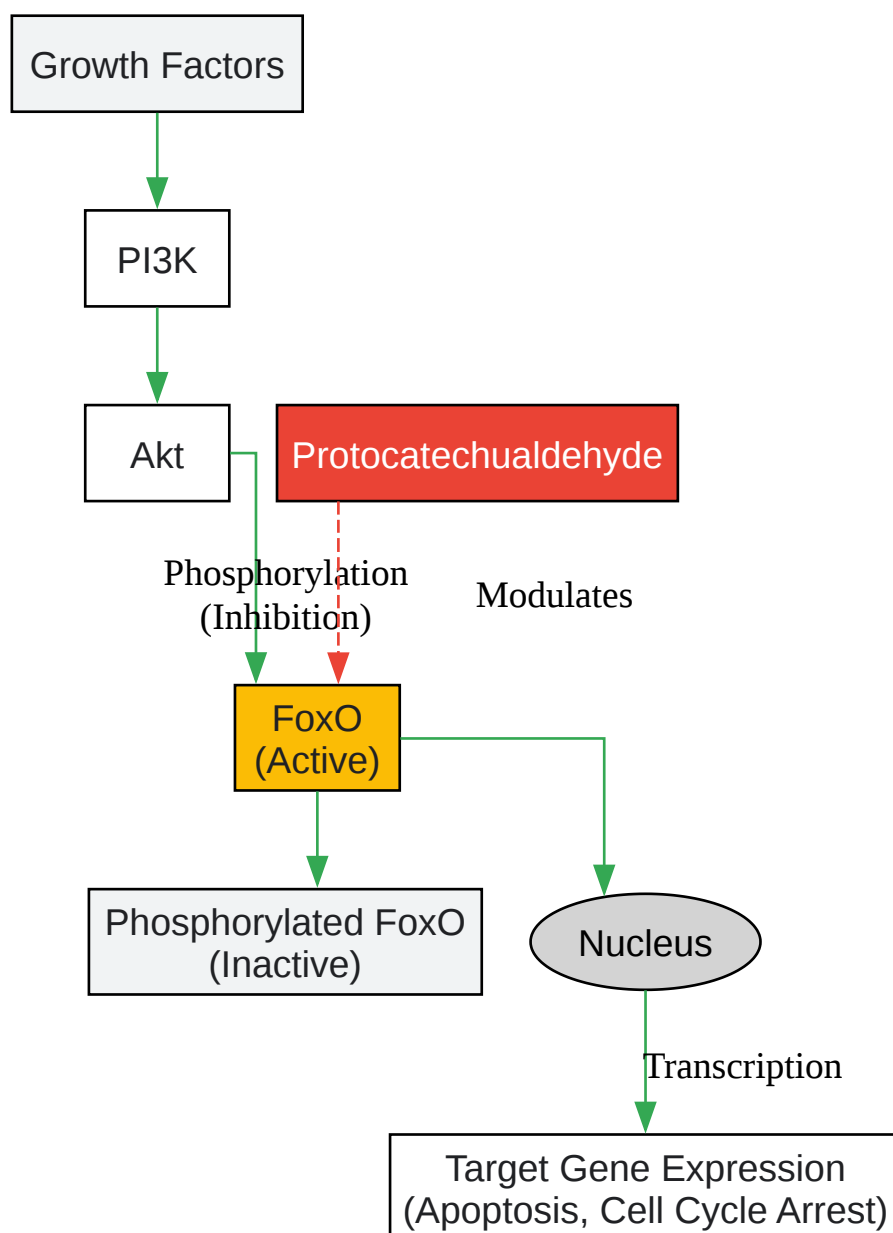 Growth Factors
PI3K
Akt
Protocatechualdehyde
Phosphorylation
(Inhibition)
Modulates
FoxO
(Active)
Phosphorylated FoxO
(Inactive)
Nucleus
Transcription
Target Gene Expression
(Apoptosis, Cell Cycle Arrest)